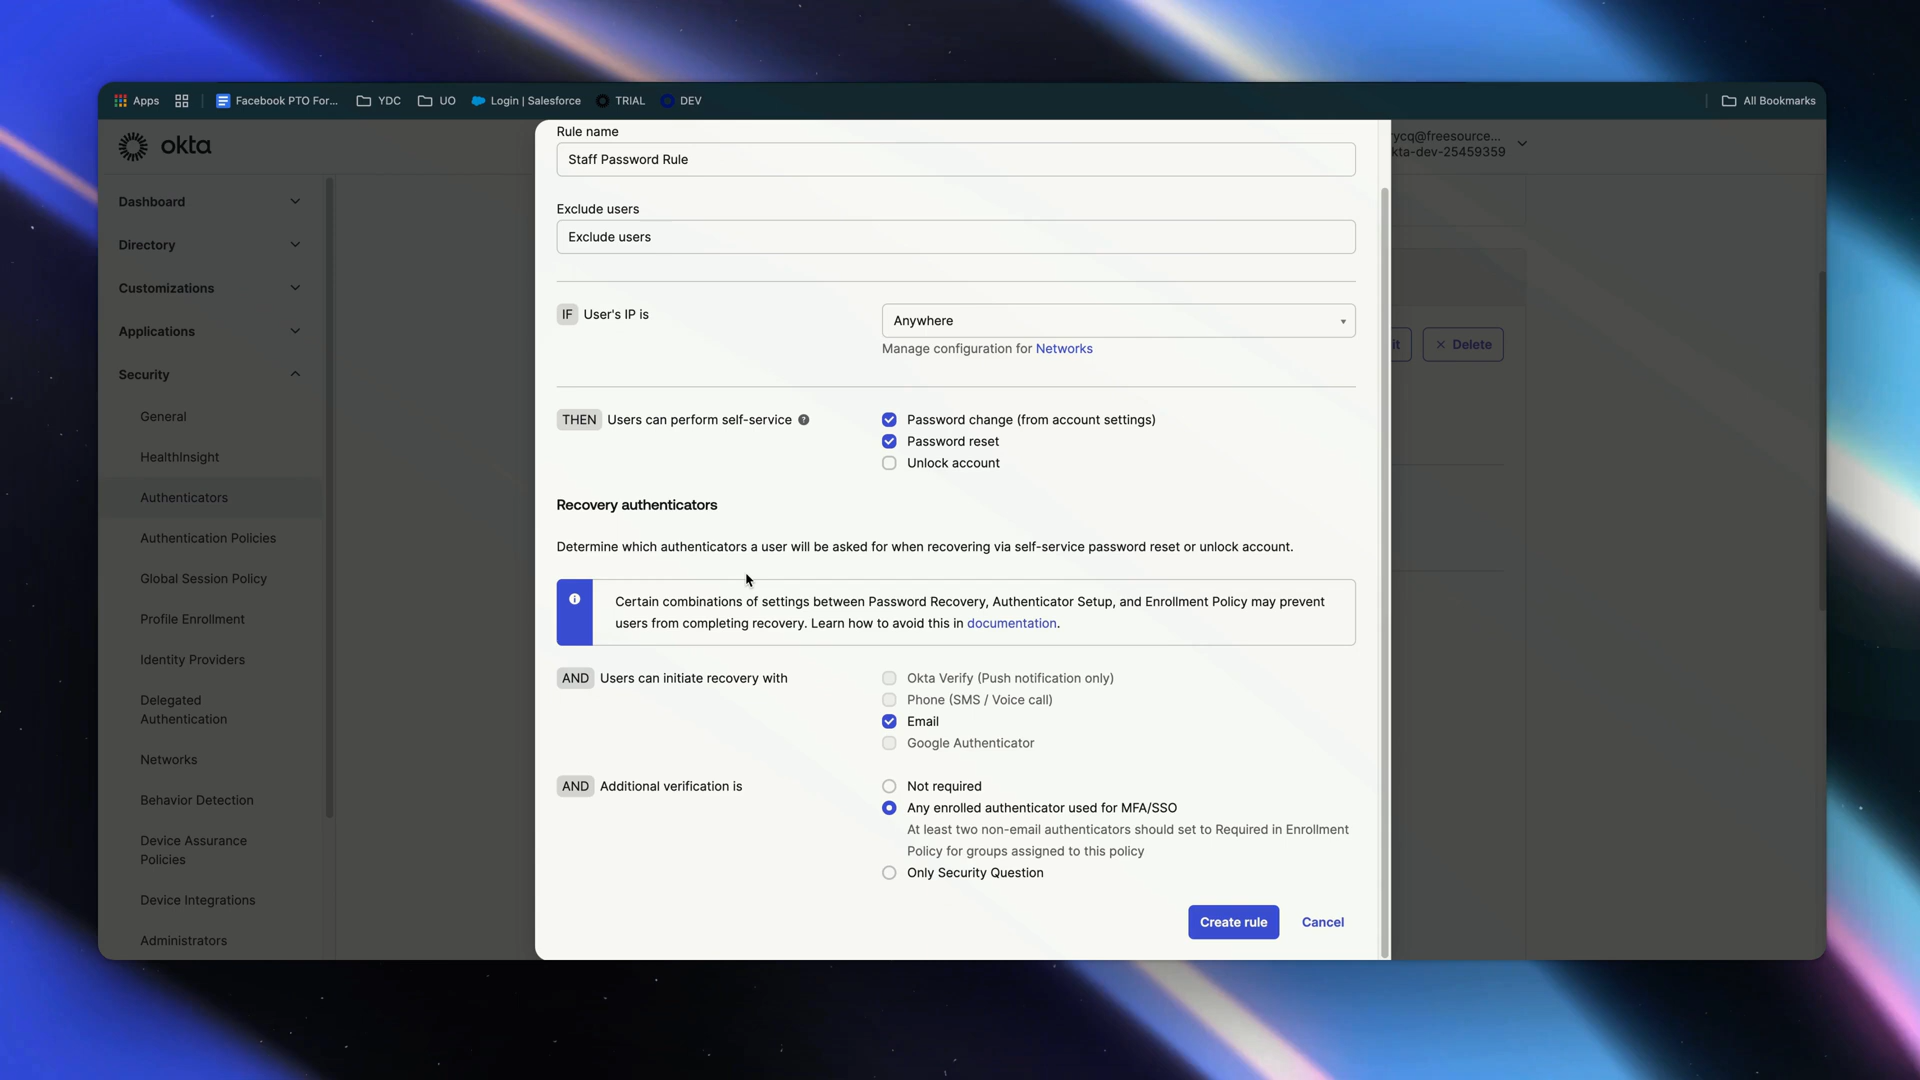 Apps
Facebook PTO For...
YDC
UO
Login | Salesforce
TRIAL
DEV
All Bookmarks
okta
ycq@freesource...
kta-dev-25459359
Dashboard
Directory
Customizations
Applications
Security
General
HealthInsight
Authenticators
Authentication Policies
Global Session Policy
Profile Enrollment
Identity Providers
Delegated
Authentication
Networks
Behavior Detection
Device Assurance
Policies
Device Integrations
Administrators
Rule name
Staff Password Rule
Exclude users
Exclude users
IF User's IP is
Anywhere
Manage configuration for Networks
THEN Users can perform self-service
Password change (from account settings)
Password reset
Unlock account
Recovery authenticators
Determine which authenticators a user will be asked for when recovering via self-service password reset or unlock account.
Certain combinations of settings between Password Recovery, Authenticator Setup, and Enrollment Policy may prevent
users from completing recovery. Learn how to avoid this in documentation.
AND Users can initiate recovery with
Okta Verify (Push notification only)
Phone (SMS / Voice call)
Email
Google Authenticator
AND Additional verification is
Not required
Any enrolled authenticator used for MFA/SSO
At least two non-email authenticators should set to Required in Enrollment
Policy for groups assigned to this policy
Only Security Question
Create rule
Cancel
it
Delete